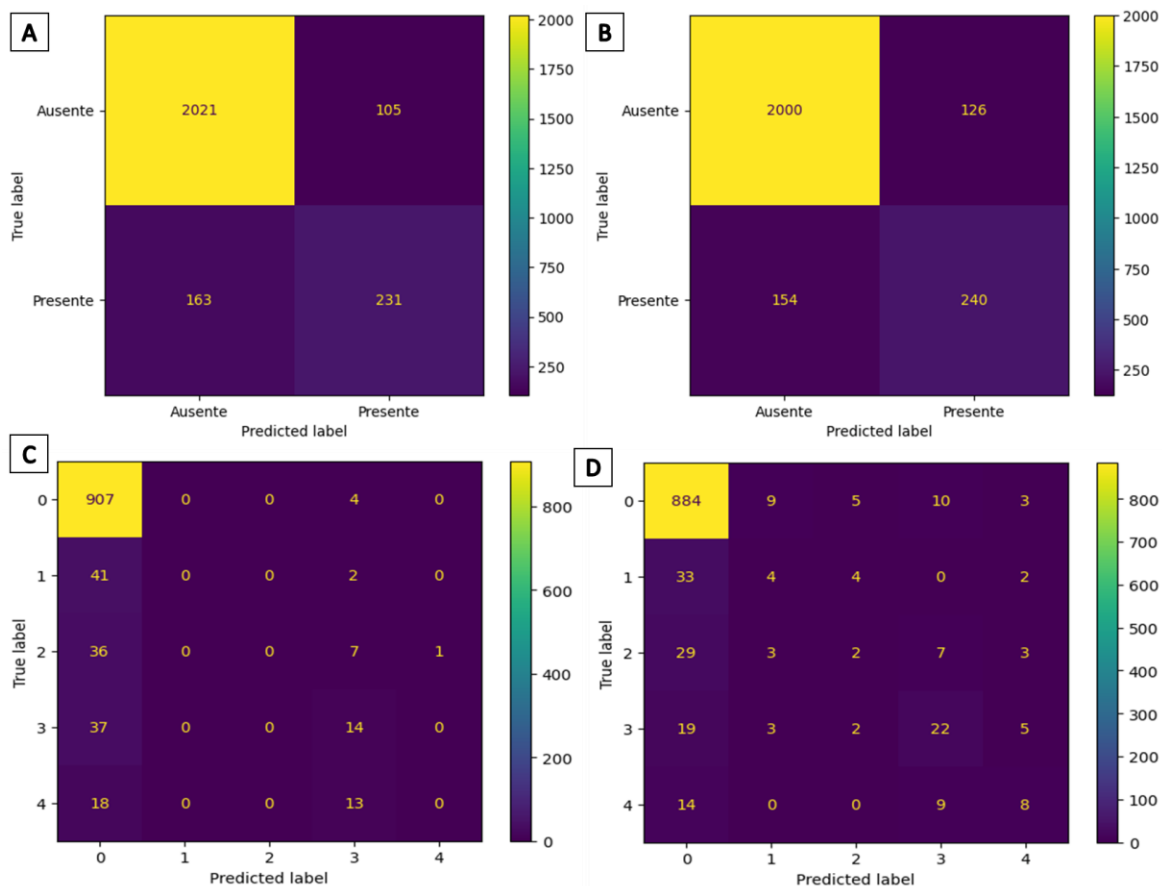 A
Ausente 2021 105
Presente 163 231
Ausente Presente
Predicted label
True label
2000
1750
1500
1250
1000
750
500
250
B
Ausente 2000 126
Presente 154 240
Ausente Presente
Predicted label
True label
2000
1750
1500
1250
1000
750
500
250
C
0 907 0 0 4 0
1 41 0 0 2 0
2 36 0 0 7 1
3 37 0 0 14 0
4 18 0 0 13 0
0 1 2 3 4
Predicted label
True label
800
600
400
200
0
D
0 884 9 5 10 3
1 33 4 4 0 2
2 29 3 2 7 3
3 19 3 2 22 5
4 14 0 0 9 8
0 1 2 3 4
Predicted label
True label
800
700
600
500
400
300
200
100
0